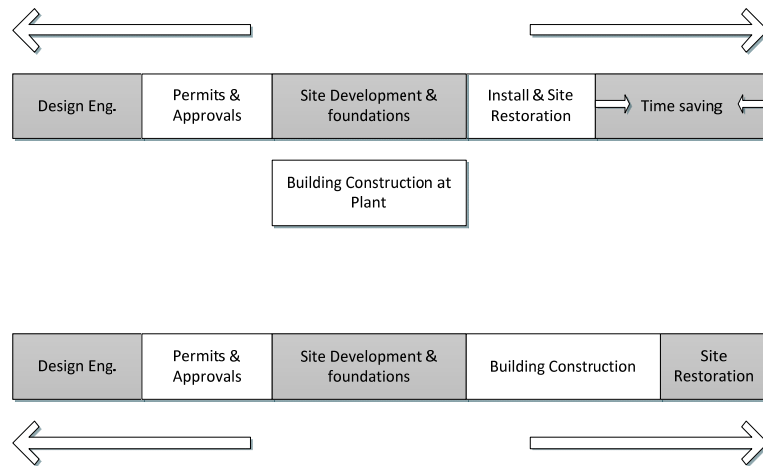 Design Eng.
Permits &
Approvals
Site Development &
foundations
Install & Site
Restoration
Time saving
Building Construction at
Plant
Design Eng.
Permits &
Approvals
Site Development &
foundations
Building Construction
Site
Restoration